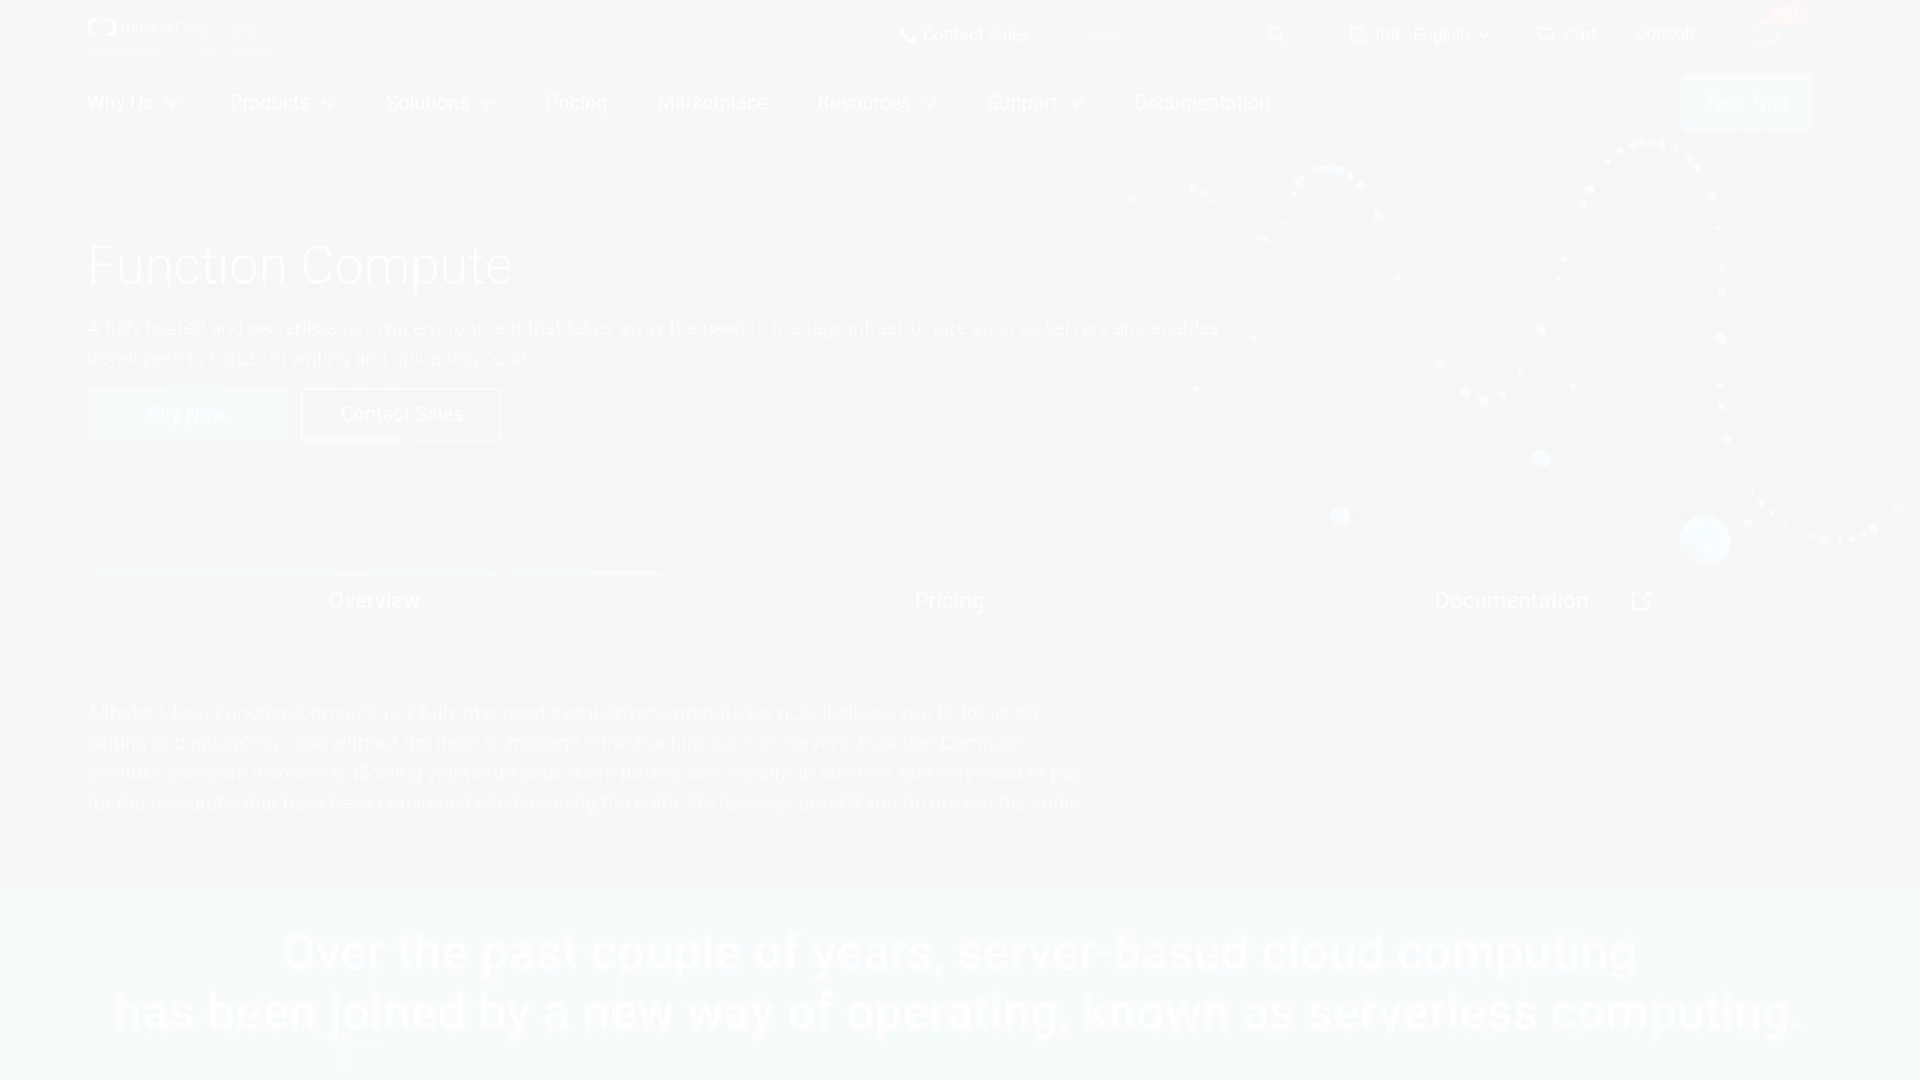 Alibaba Cloud
Contact Sales
Intl - English
Cart
Console
Why Us
Products
Solutions
Pricing
Marketplace
Resources
Support
Documentation
Free Trial
Function Compute
A fully hosted and serverless running environment that takes away the need to manage infrastructure such as servers and enables
developers to focus on writing and uploading code.
Buy Now
Contact Sales
Overview
Pricing
Documentation
Alibaba Cloud Function Compute is a fully-managed event-driven compute service. It allows you to focus on
writing and uploading code without the need to manage infrastructure such as servers. Function Compute
provides compute resources, allowing you to run code more flexibly and reliably. In addition, you only need to pay
for the resources that have been consumed when running the code. No fee is incurred if you do not run the code.
Over the past couple of years, server-based cloud computing
has been joined by a new way of operating, known as serverless computing.